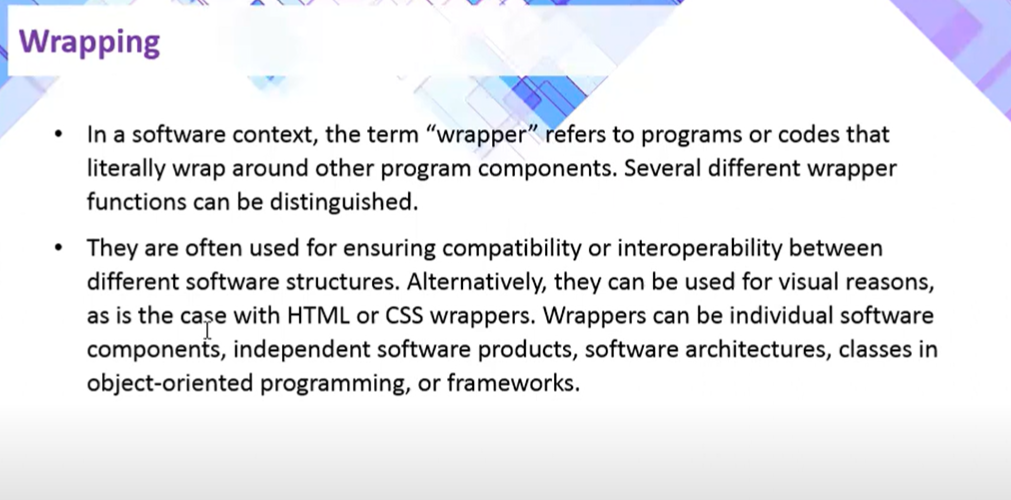 Wrapping
• In a software context, the term “wrapper” refers to programs or codes that
literally wrap around other program components. Several different wrapper
functions can be distinguished.
• They are often used for ensuring compatibility or interoperability between
different software structures. Alternatively, they can be used for visual reasons,
as is the case with HTML or CSS wrappers. Wrappers can be individual software
components, independent software products, software architectures, classes in
object-oriented programming, or frameworks.